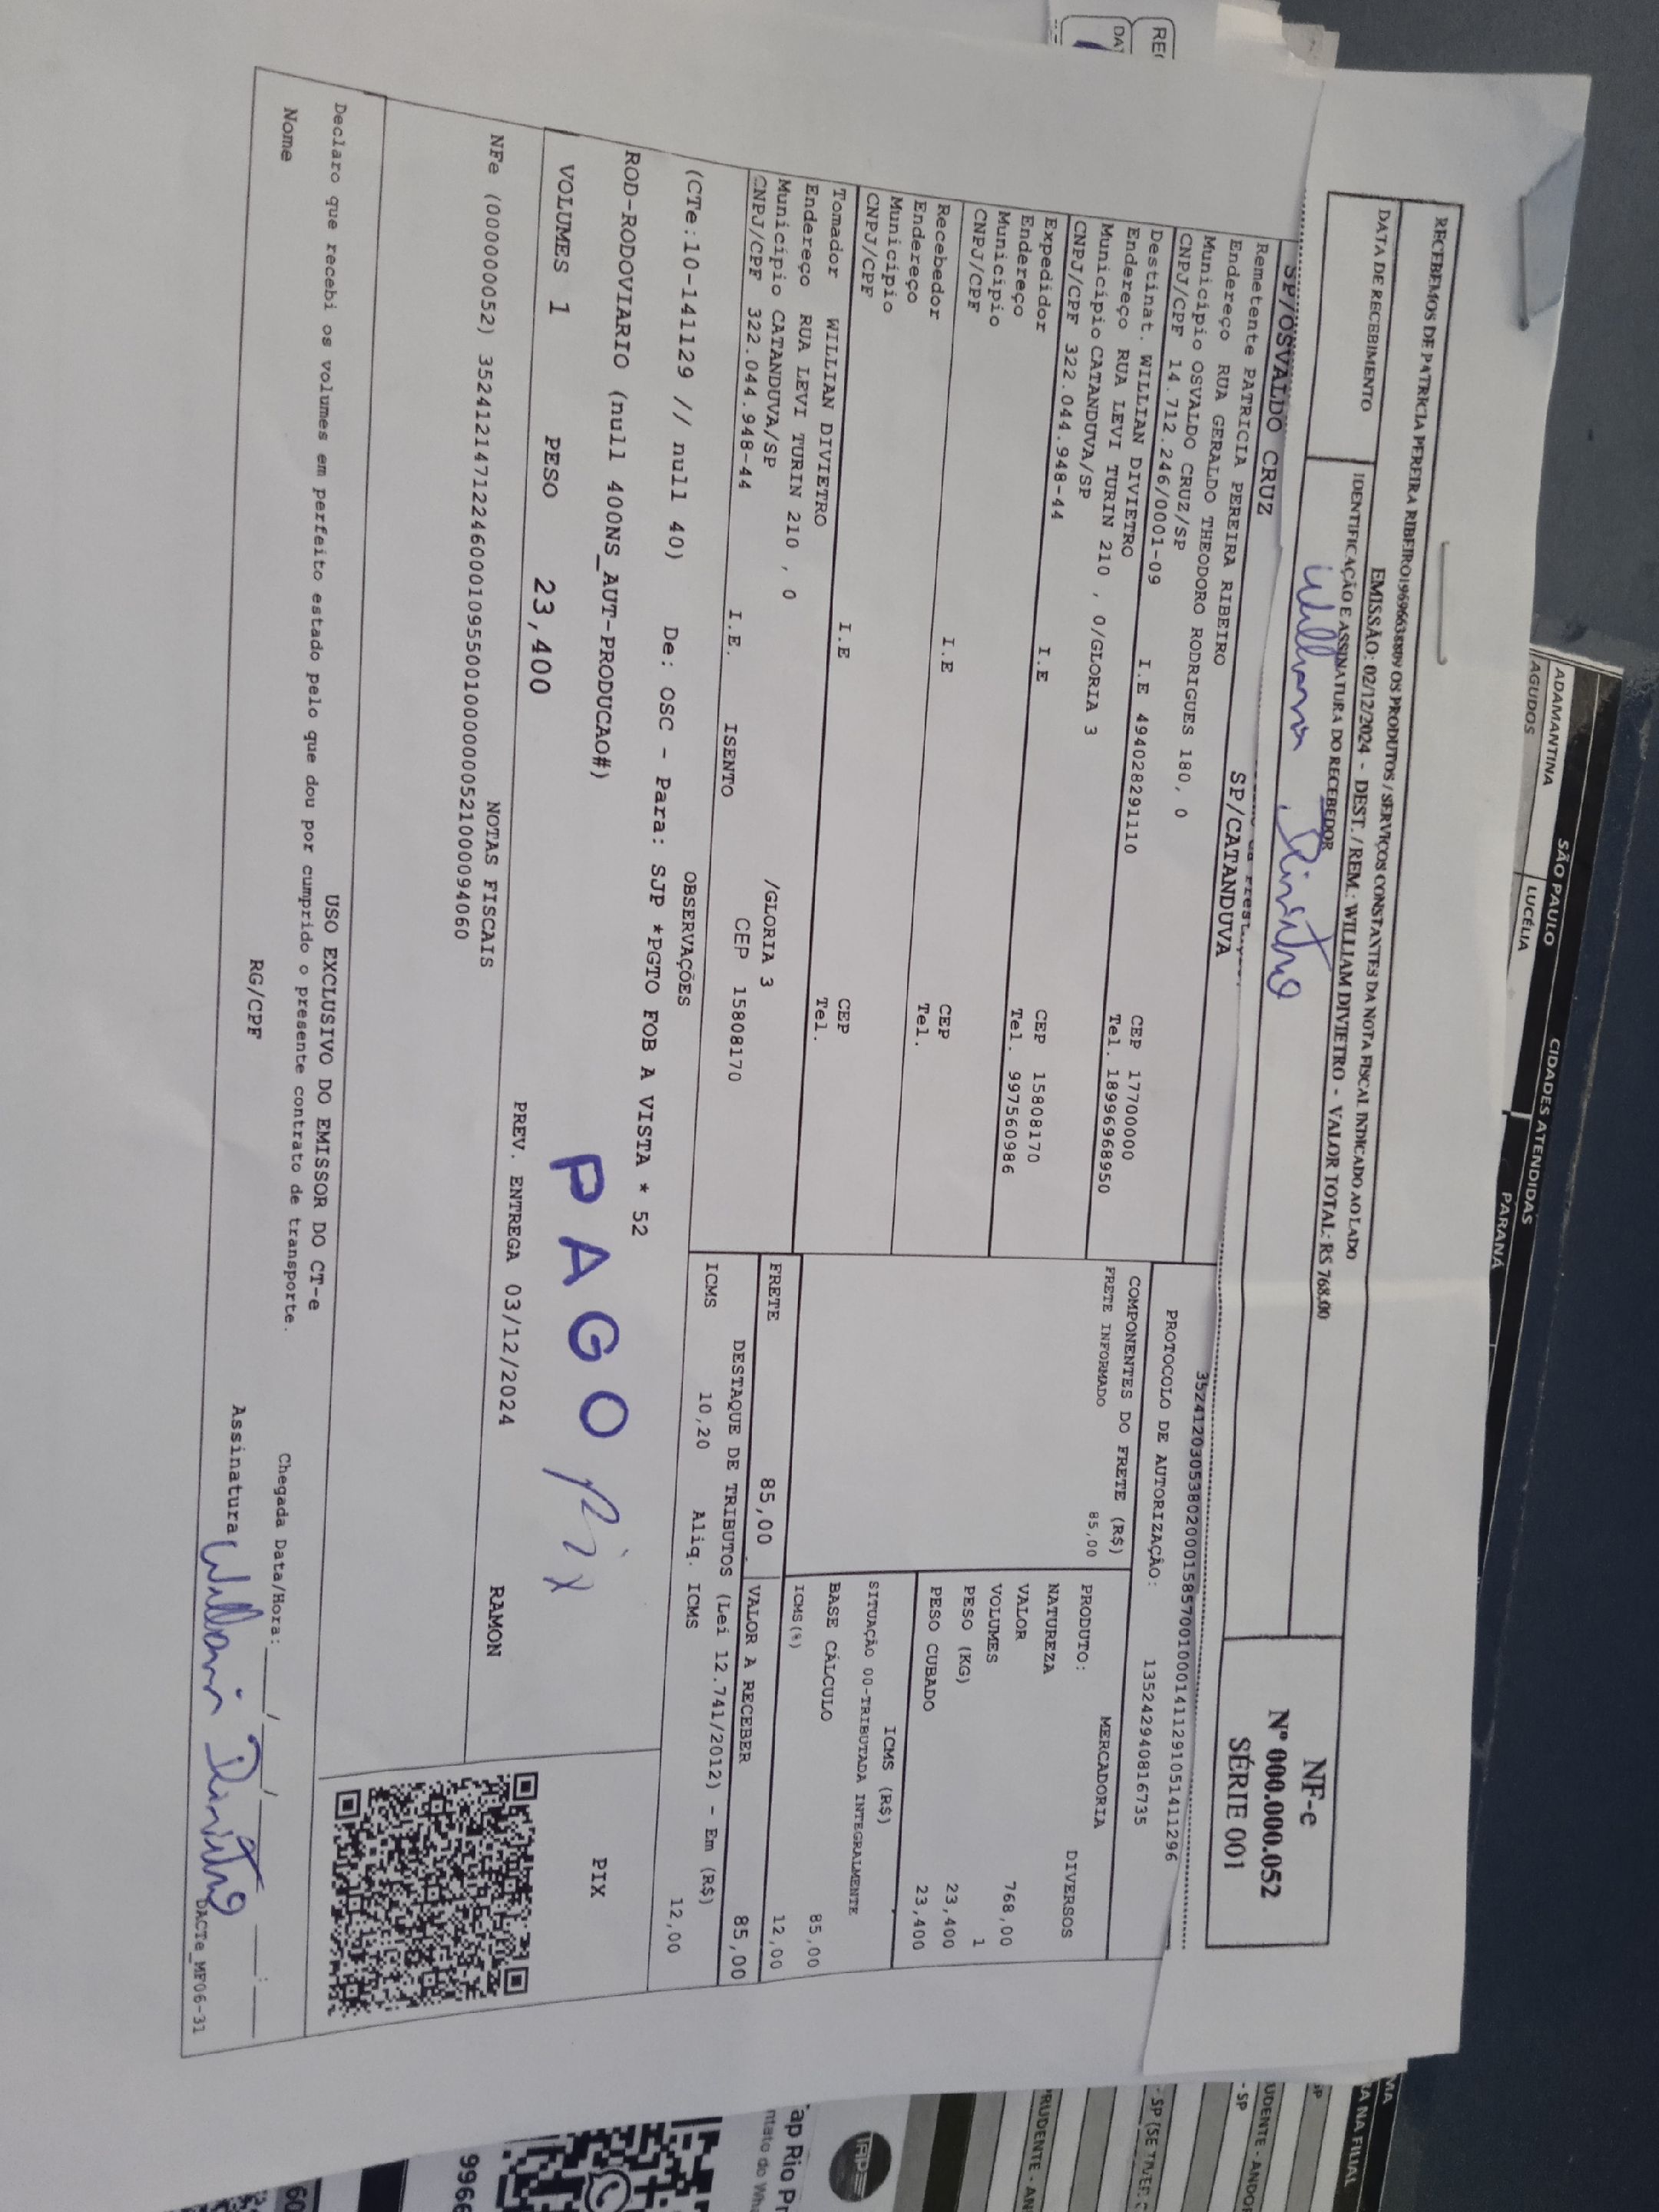 RECEBEMOS DE PATRICIA PEREIRA RIBEIRO19696638809 OS PRODUTOS / SERVIÇOS CONSTANTES DA NOTA FISCAL INDICADO AO LADO
EMISSÃO: 02/12/2024 - DEST. / REM.: WILLIAM DIVIETRO - VALOR TOTAL: R$ 768,00
DATA DE RECEBIMENTO
IDENTIFICAÇÃO E ASSINATURA DO RECEBEDOR
NF-e
Nº 000.000.052
SÉRIE 001
SP/OSVALDO CRUZ
SP/CATANDUVA
35241203053802000158570010001411291051411296
PROTOCOLO DE AUTORIZAÇÃO: 135242940816735
Remetente PATRICIA PEREIRA RIBEIRO
Endereço RUA GERALDO THEODORO RODRIGUES 180, 0
Município OSVALDO CRUZ/SP CEP 17700000
CNPJ/CPF 14.712.246/0001-09 I.E 494028291110 Tel. 18996968950
Destinat. WILLIAN DIVIETRO
Endereço RUA LEVI TURIN 210 , 0/GLORIA 3
Município CATANDUVA/SP CEP 15808170
CNPJ/CPF 322.044.948-44 I.E Tel. 997560986
Expedidor
Endereço
Município CEP
CNPJ/CPF I.E Tel.
Recebedor
Endereço
Município CEP
CNPJ/CPF I.E Tel.
Tomador WILLIAN DIVIETRO
Endereço RUA LEVI TURIN 210 , 0 /GLORIA 3
Município CATANDUVA/SP CEP 15808170
CNPJ/CPF 322.044.948-44 I.E. ISENTO
COMPONENTES DO FRETE (R$)
FRETE INFORMADO 85,00
FRETE 85,00
MERCADORIA
PRODUTO: DIVERSOS
NATUREZA
VALOR 768,00
VOLUMES 1
PESO (KG) 23,400
PESO CUBADO 23,400
ICMS (R$)
SITUAÇÃO 00-TRIBUTADA INTEGRALMENTE
BASE CÁLCULO 85,00
ICMS(%) 12,00
VALOR A RECEBER 85,00
DESTAQUE DE TRIBUTOS (Lei 12.741/2012) - Em (R$)
ICMS 10,20 Aliq. ICMS 12,00
OBSERVAÇÕES
(CTe:10-141129 // null 40) De: OSC - Para: SJP *PGTO FOB A VISTA * 52
ROD-RODOVIARIO (null 400NS_AUT-PRODUCAO#)
PAGO Pix
PIX
VOLUMES 1 PESO 23,400 PREV. ENTREGA 03/12/2024 RAMON
NOTAS FISCAIS
NFe (00000052) 35241214712246000109550010000000521000094060
USO EXCLUSIVO DO EMISSOR DO CT-e
Declaro que recebi os volumes em perfeito estado pelo que dou por cumprido o presente contrato de transporte.
Chegada Data/Hora: __/__/__ __:__
Nome RG/CPF Assinatura
DACTe_MF06-31
SÃO PAULO
CIDADES ATENDIDAS
PARANÁ
ADAMANTINA
AGUDOS
LUCÉLIA